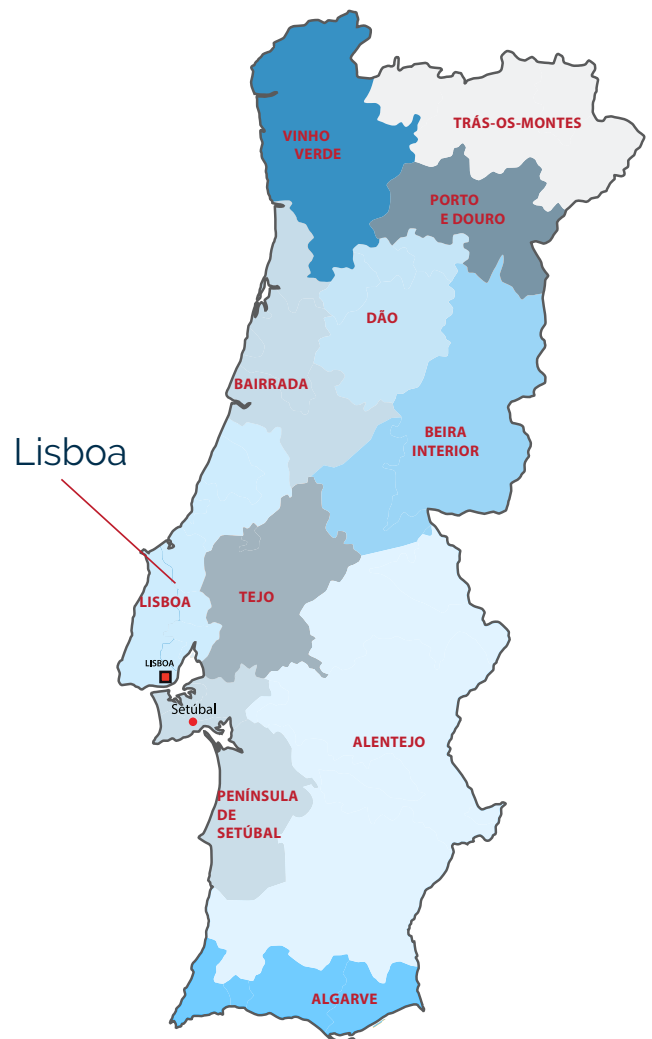 TRÁS-OS-MONTES
VINHO
VERDE
PORTO
E DOURO
DÃO
BAIRRADA
BEIRA
INTERIOR
Lisboa
TEJO
LISBOA
LISBOA
Setúbal
ALENTEJO
PENÍNSULA
DE
SETÚBAL
ALGARVE